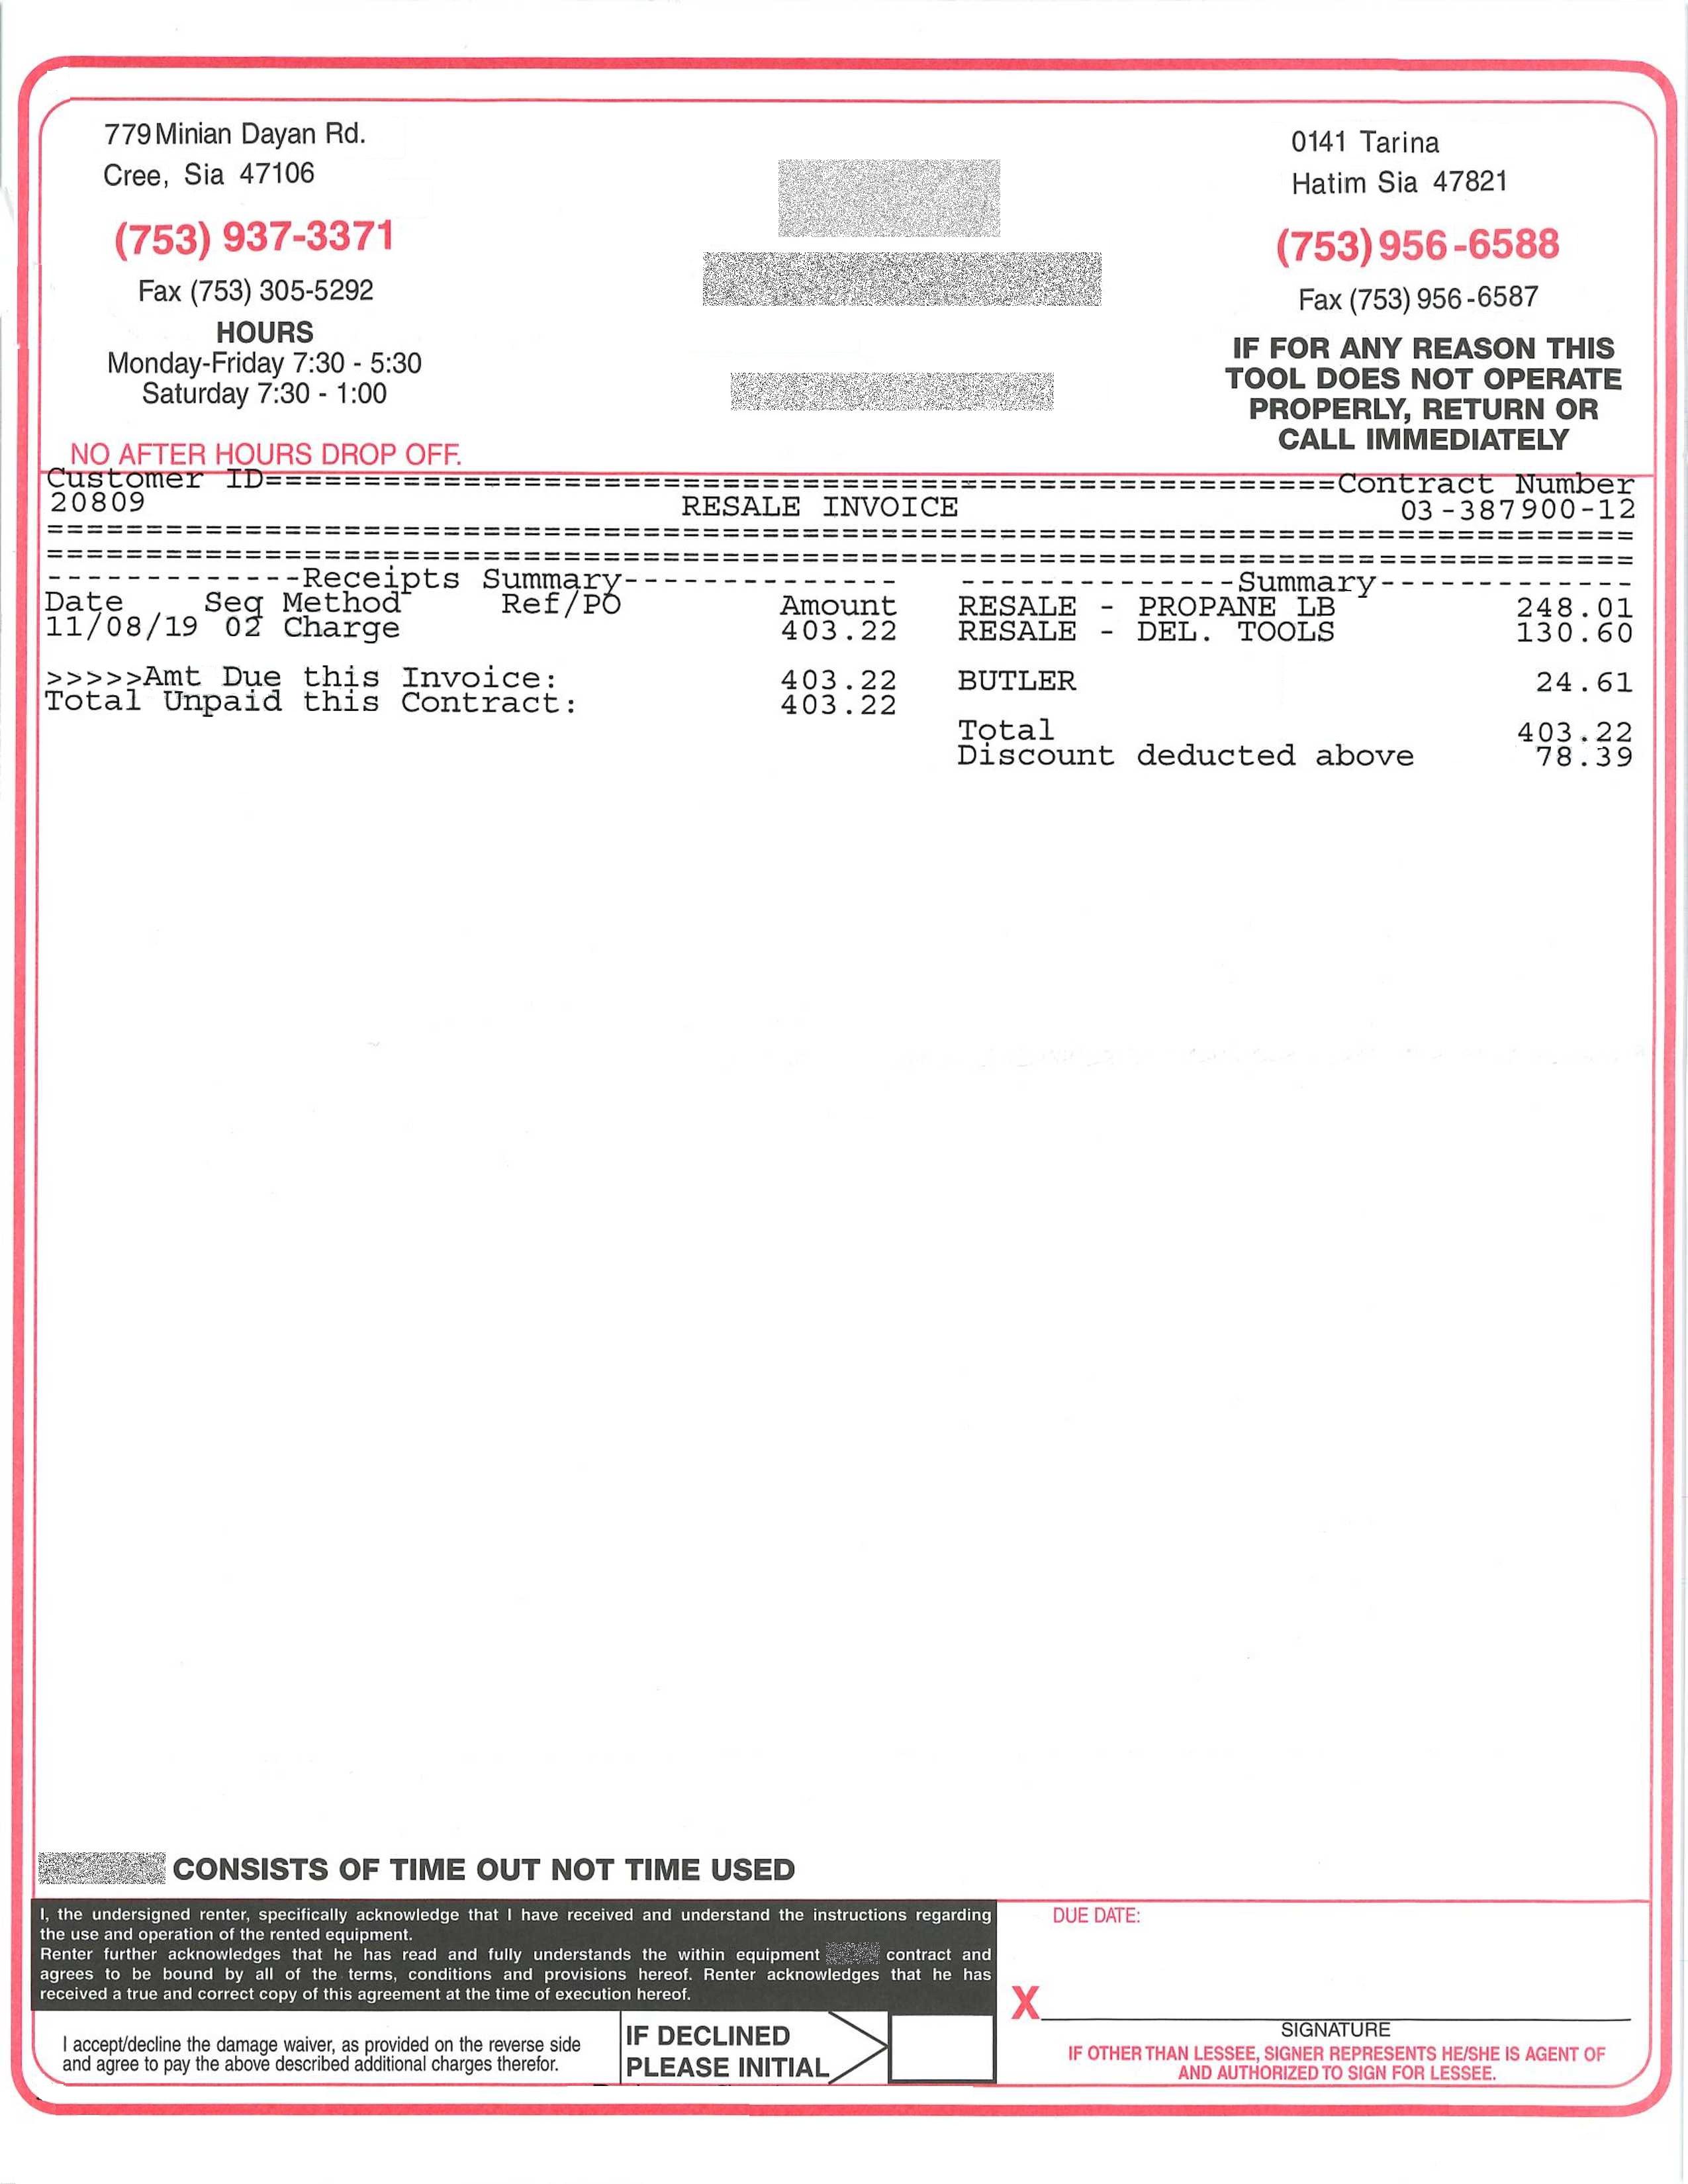 779 Minian Dayan Rd.
Cree, Sia 47106
(753) 937-3371
Fax (753) 305-5292
HOURS
Monday-Friday 7:30 - 5:30
Saturday 7:30 - 1:00
NO AFTER HOURS DROP OFF.
0141 Tarina
Hatim Sia 47821
(753) 956-6588
Fax (753) 956-6587
IF FOR ANY REASON THIS
TOOL DOES NOT OPERATE
PROPERLY, RETURN OR
CALL IMMEDIATELY
Customer ID======================================================Contract Number
20809 RESALE INVOICE 03-387900-12
================================================================================
================================================================================
-------------Receipts Summary-------------- --------------Summary-------------
Date Seq Method Ref/PO Amount RESALE - PROPANE LB 248.01
11/08/19 02 Charge 403.22 RESALE - DEL. TOOLS 130.60
>>>>>Amt Due this Invoice: 403.22 BUTLER 24.61
Total Unpaid this Contract: 403.22
Total 403.22
Discount deducted above 78.39
CONSISTS OF TIME OUT NOT TIME USED
I, the undersigned renter, specifically acknowledge that I have received and understand the instructions regarding
the use and operation of the rented equipment.
Renter further acknowledges that he has read and fully understands the within equipment contract and
agrees to be bound by all of the terms, conditions and provisions hereof. Renter acknowledges that he has
received a true and correct copy of this agreement at the time of execution hereof.
I accept/decline the damage waiver, as provided on the reverse side
and agree to pay the above described additional charges therefor.
IF DECLINED
PLEASE INITIAL
DUE DATE:
X
SIGNATURE
IF OTHER THAN LESSEE, SIGNER REPRESENTS HE/SHE IS AGENT OF
AND AUTHORIZED TO SIGN FOR LESSEE.